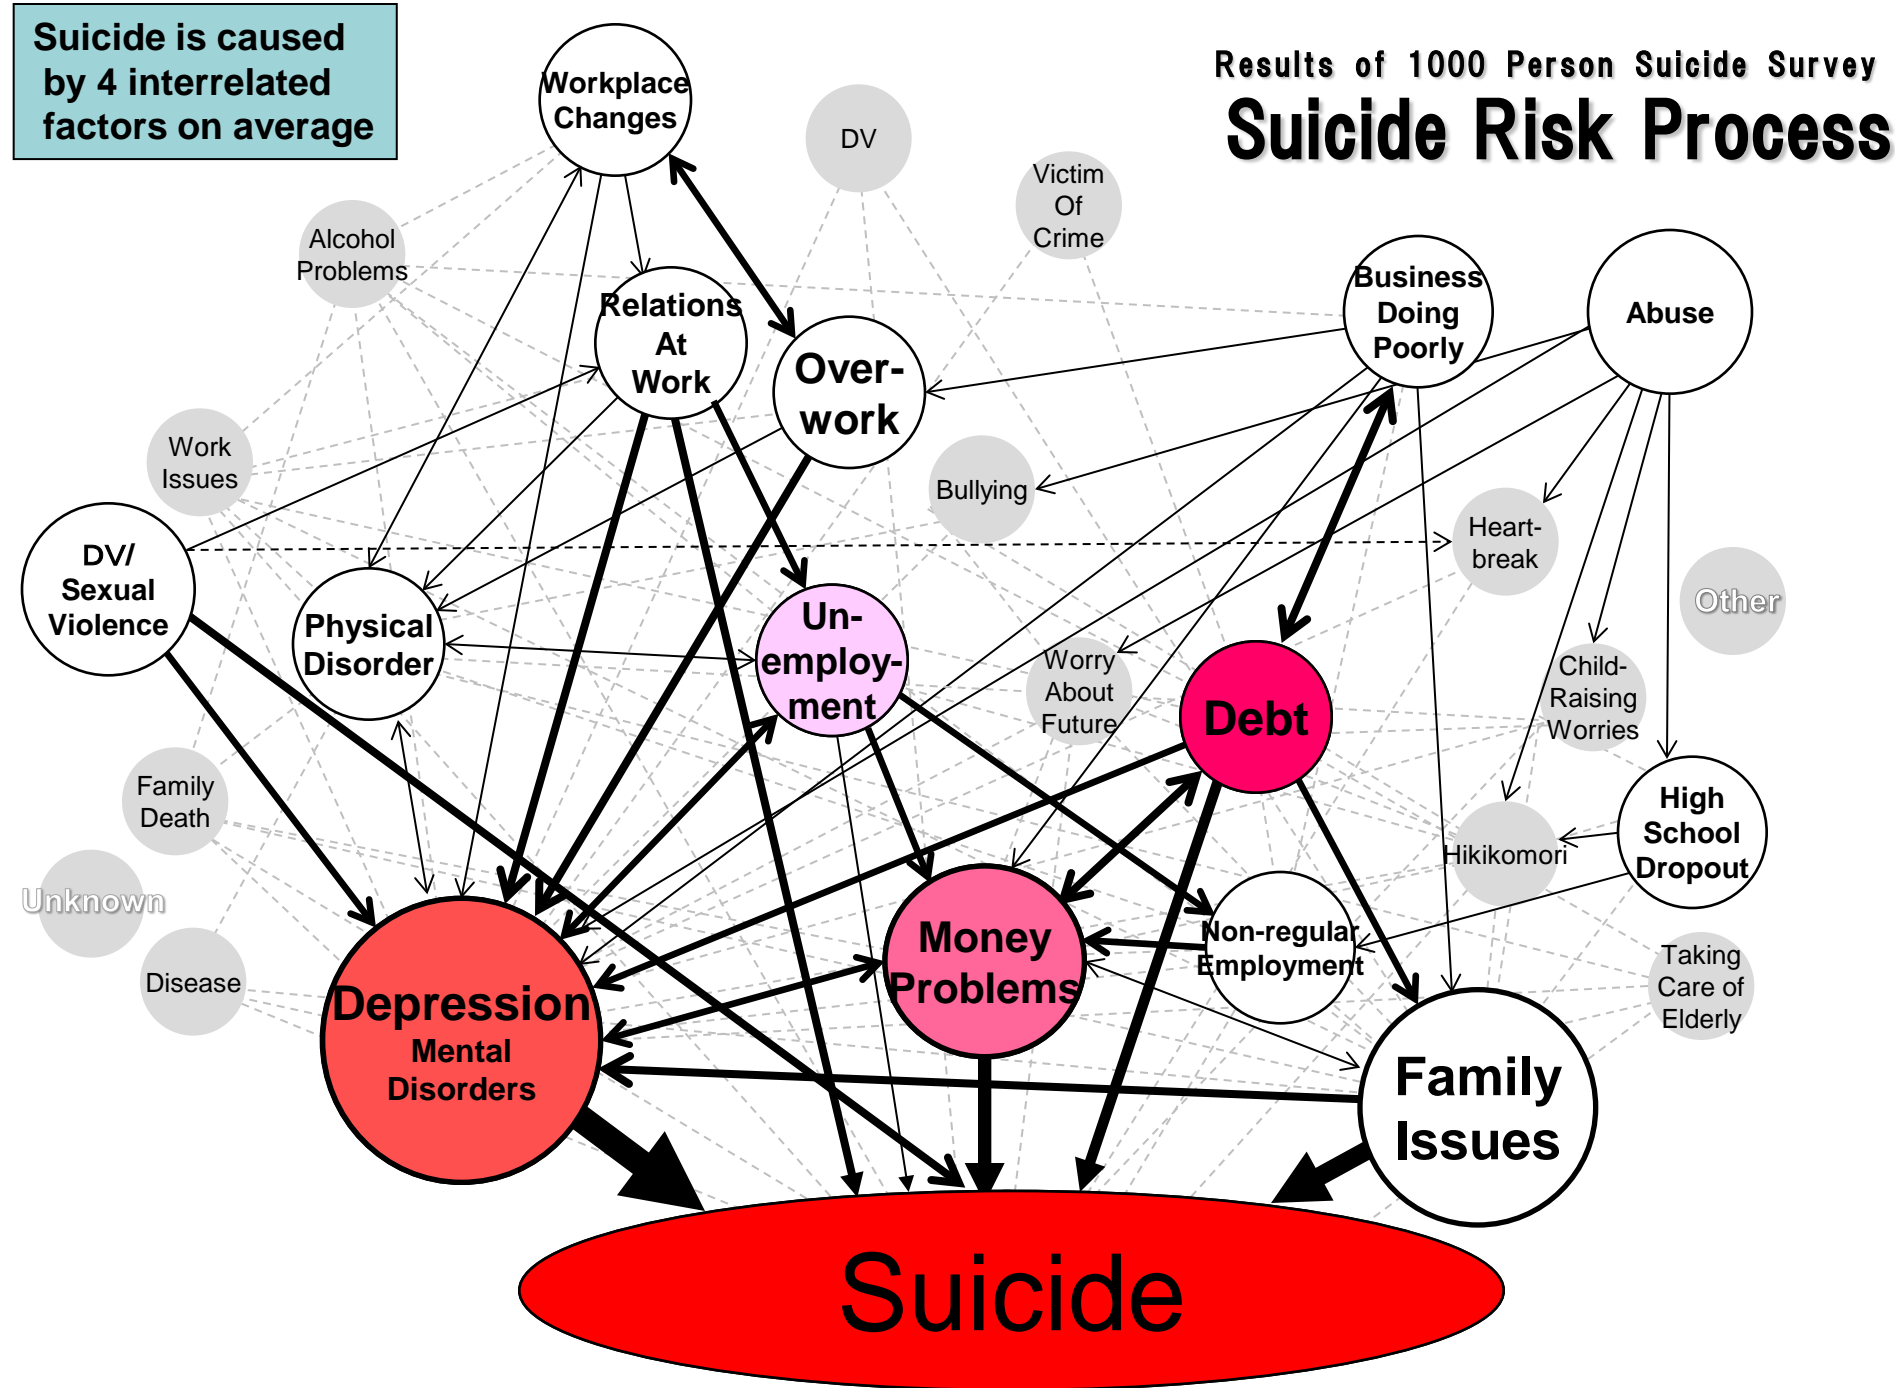 Suicide is caused
by 4 interrelated
factors on average
Results of 1000 Person Suicide Survey
Suicide Risk Process
Workplace
Changes
DV
Victim
Of
Crime
Alcohol
Problems
Relations
At
Work
Over-
work
Business
Doing
Poorly
Abuse
Work
Issues
Bullying
Heart-
break
DV/
Sexual
Violence
Physical
Disorder
Un-
employ-
ment
Worry
About
Future
Debt
Child-
Raising
Worries
Other
Family
Death
High
School
Dropout
Hikikomori
Unknown
Disease
Depression
Mental
Disorders
Money
Problems
Non-regular
Employment
Taking
Care of
Elderly
Family
Issues
Suicide